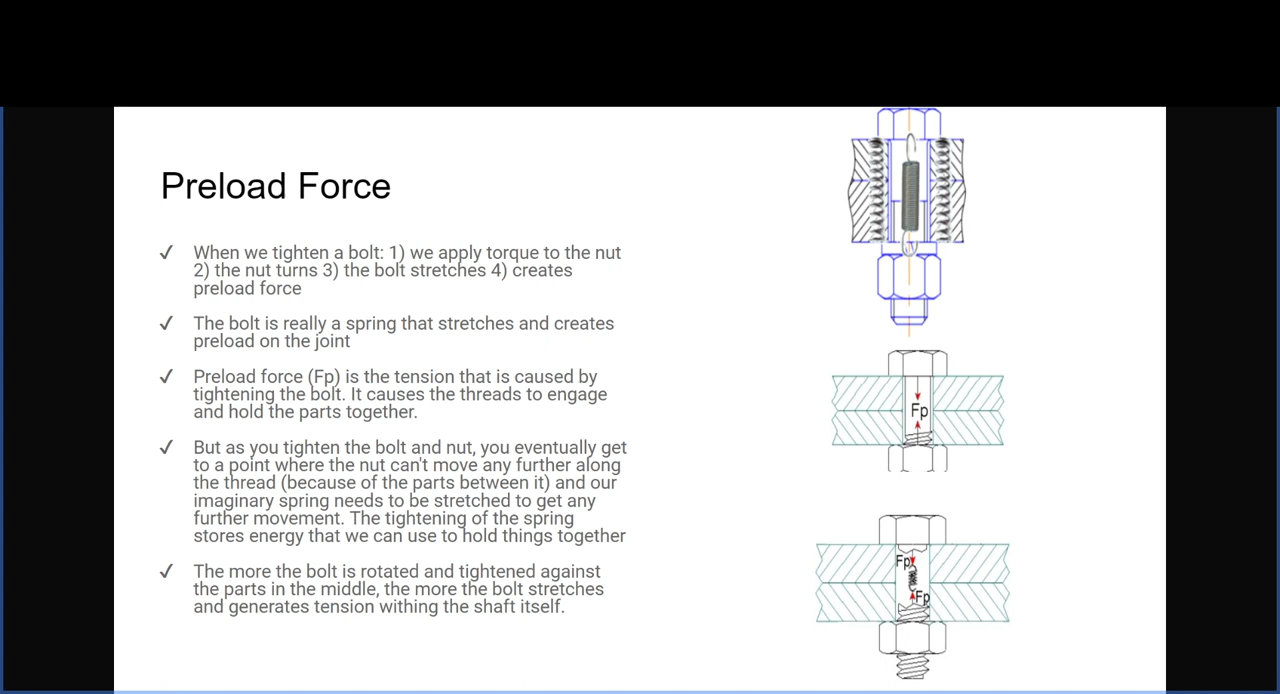 Preload Force
✓ When we tighten a bolt: 1) we apply torque to the nut
2) the nut turns 3) the bolt stretches 4) creates
preload force
✓ The bolt is really a spring that stretches and creates
preload on the joint
✓ Preload force (Fp) is the tension that is caused by
tightening the bolt. It causes the threads to engage
and hold the parts together.
✓ But as you tighten the bolt and nut, you eventually get
to a point where the nut can't move any further along
the thread (because of the parts between it) and our
imaginary spring needs to be stretched to get any
further movement. The tightening of the spring
stores energy that we can use to hold things together
✓ The more the bolt is rotated and tightened against
the parts in the middle, the more the bolt stretches
and generates tension withing the shaft itself.
Fp
Fp
Fp